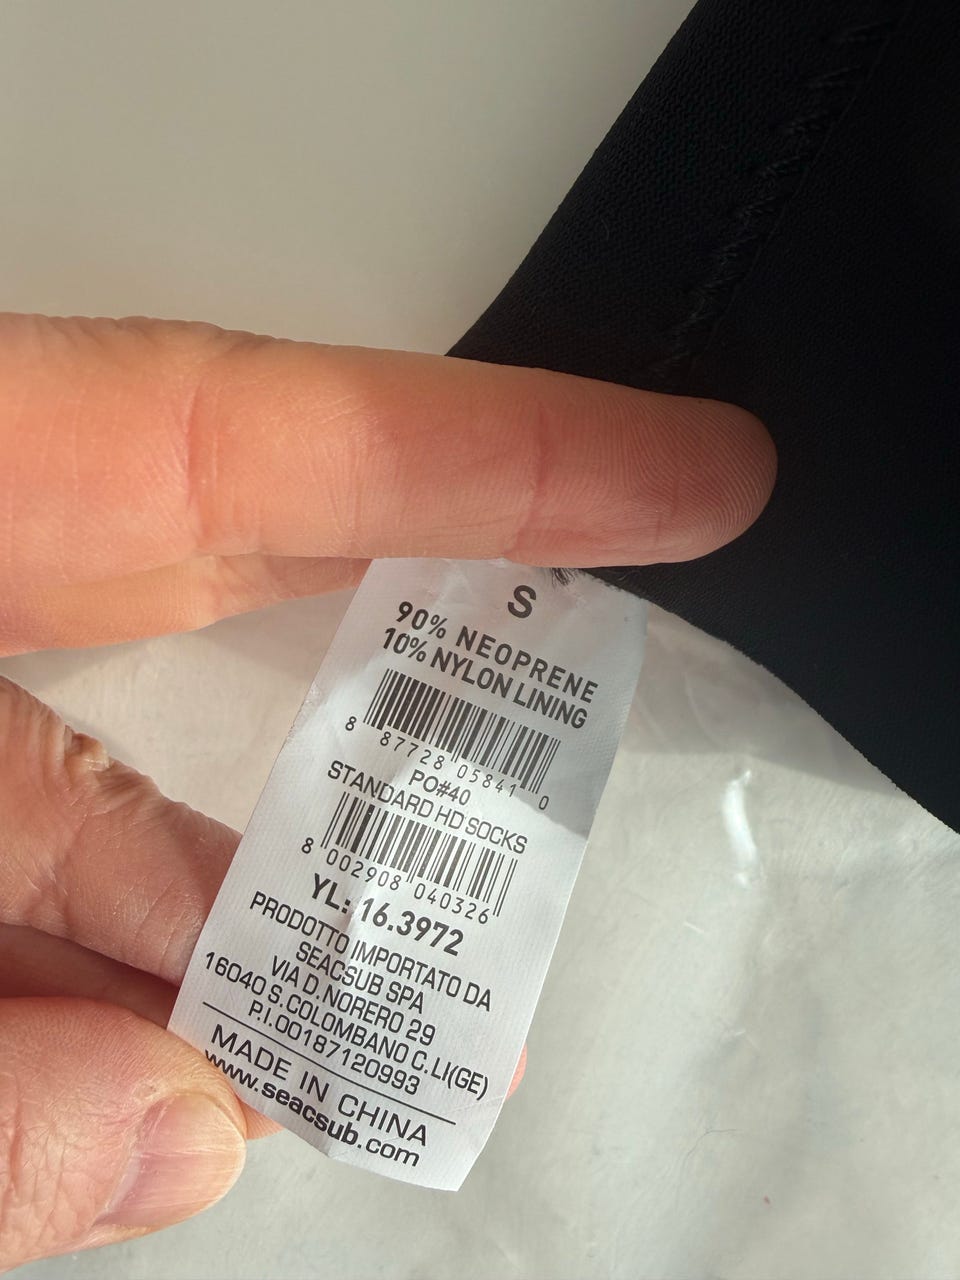 S
90% NEOPRENE
10% NYLON LINING
8 87728 05841 0
PO#40
STANDARD HD SOCKS
8 002908 040326
YL: 16.3972
PRODOTTO IMPORTATO DA
SEACSUB SPA
VIA D. NORERO 29
16040 S. COLOMBANO C. LI(GE)
P.I.00187120993
MADE IN CHINA
www.seacsub.com